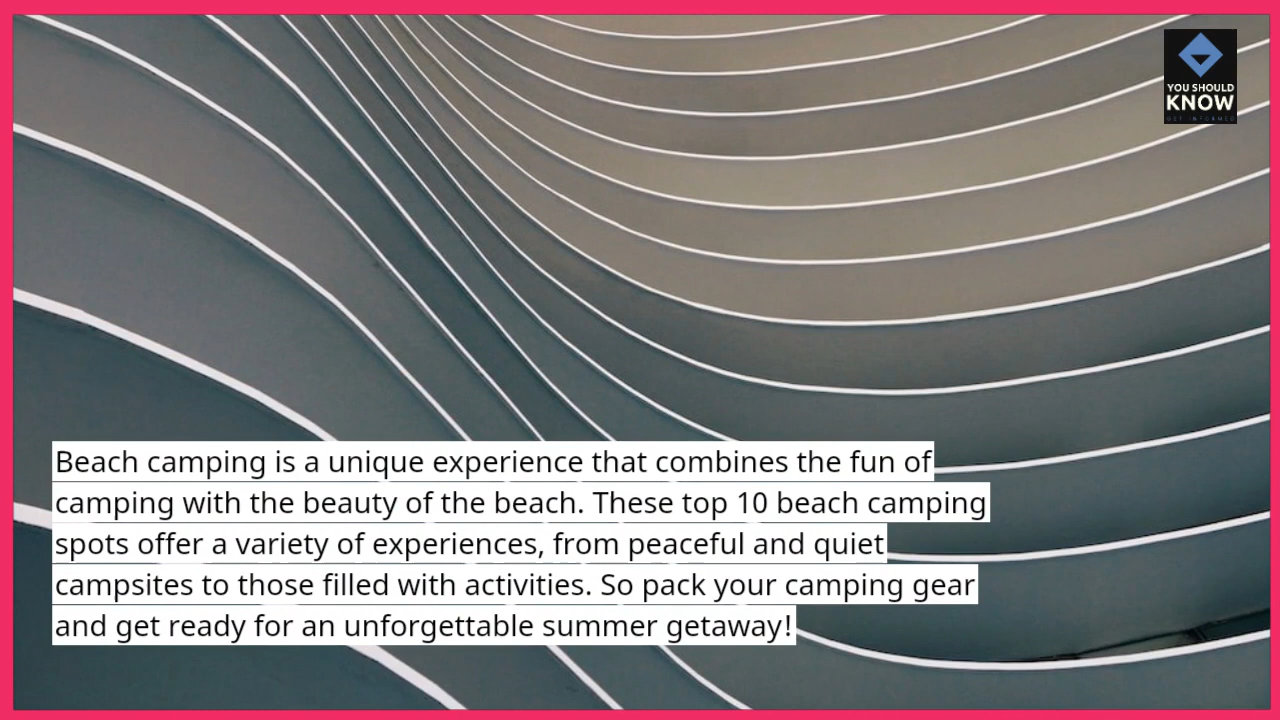 YOU SHOULD
KNOW
GET INFORMED
Beach camping is a unique experience that combines the fun of
camping with the beauty of the beach. These top 10 beach camping
spots offer a variety of experiences, from peaceful and quiet
campsites to those filled with activities. So pack your camping gear
and get ready for an unforgettable summer getaway!